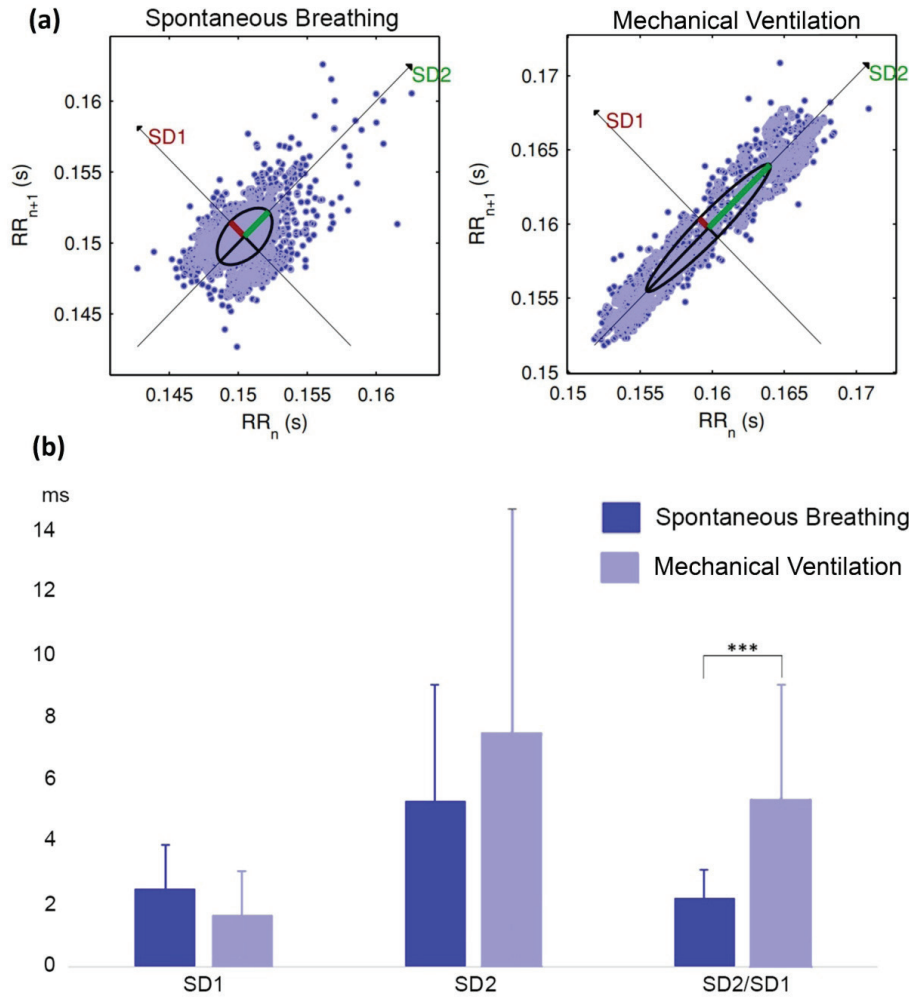 (a)
Spontaneous Breathing
Mechanical Ventilation
SD1
SD2
RRn+1 (s)
0.16
0.155
0.15
0.145
0.145
0.15
0.155
0.16
RRn (s)
SD1
SD2
RRn+1 (s)
0.17
0.165
0.16
0.155
0.15
0.15
0.155
0.16
0.165
0.17
RRn (s)
(b)
ms
14
12
10
8
6
4
2
0
Spontaneous Breathing
Mechanical Ventilation
***
SD1
SD2
SD2/SD1